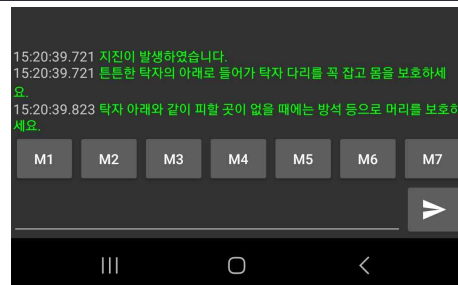 15:20:39.721 지진이 발생하였습니다.
15:20:39.721 튼튼한 탁자의 아래로 들어가 탁자 다리를 꼭 잡고 몸을 보호하세
요.
15:20:39.823 탁자 아래와 같이 피할 곳이 없을 때에는 방석 등으로 머리를 보호하
세요.
M1 M2 M3 M4 M5 M6 M7